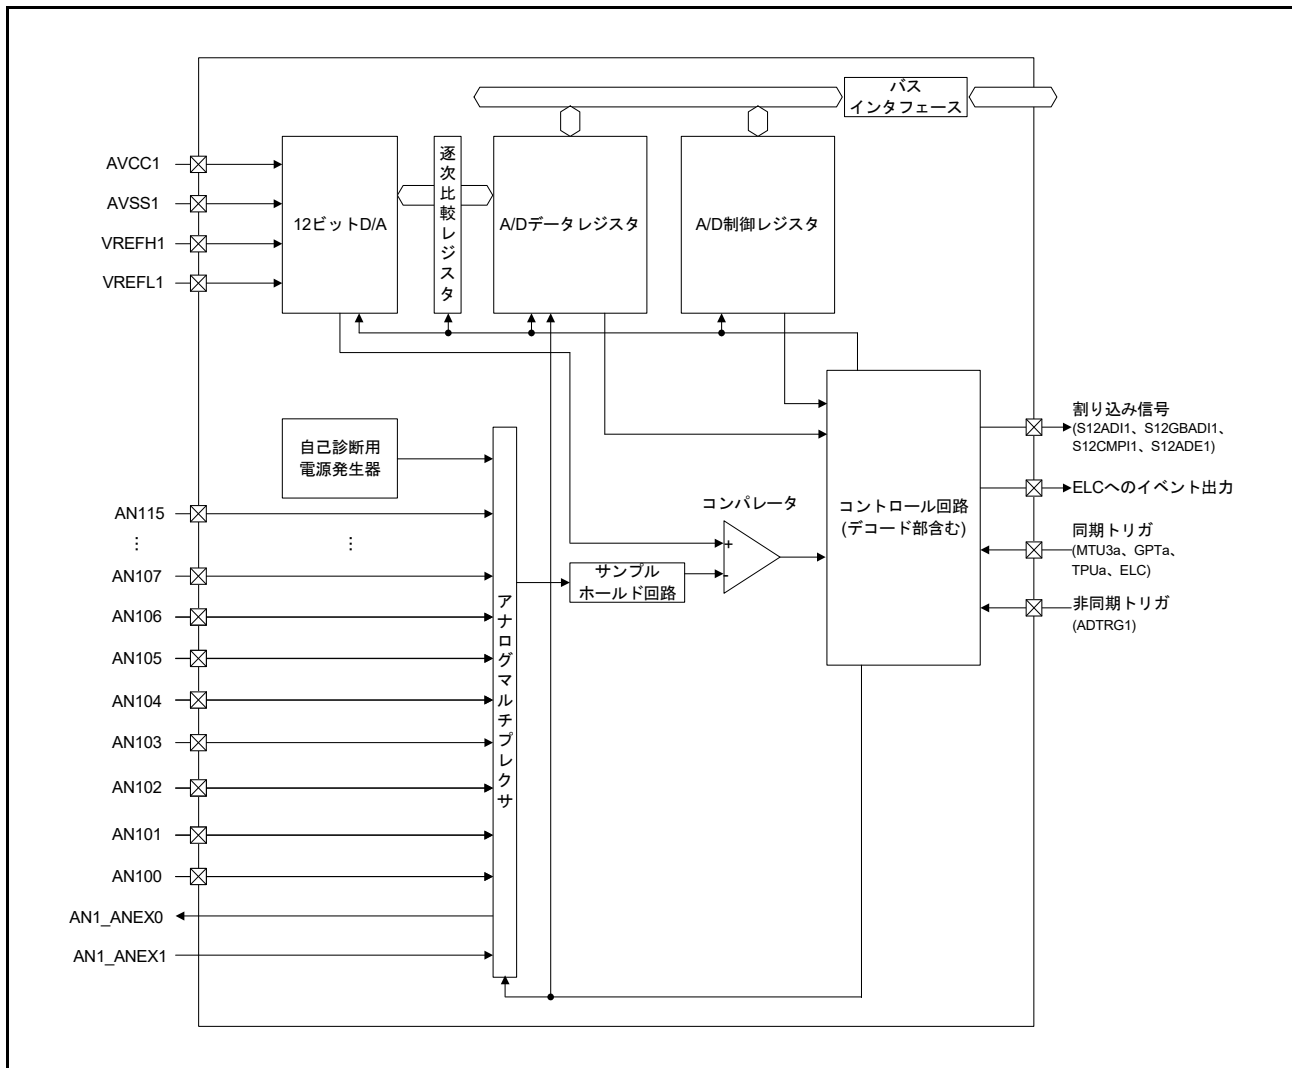 バス
インタフェース
AVCC1
AVSS1
VREFH1
VREFL1
12ビットD/A
逐次比較レジスタ
A/Dデータレジスタ
A/D制御レジスタ
自己診断用
電源発生器
AN115
⋮
⋮
AN107
AN106
AN105
AN104
AN103
AN102
AN101
AN100
AN1_ANEX0
AN1_ANEX1
アナログマルチプレクサ
サンプル
ホールド回路
コンパレータ
+
-
コントロール回路
(デコード部含む)
割り込み信号
(S12ADI1、S12GBADI1、
S12CMPI1、S12ADE1)
ELCへのイベント出力
同期トリガ
(MTU3a、GPTa、
TPUa、ELC)
非同期トリガ
(ADTRG1)